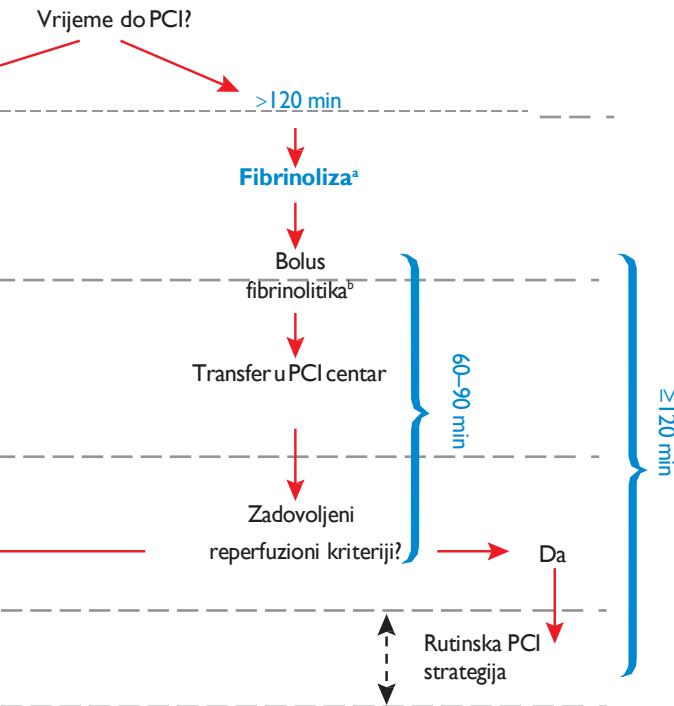 Vrijeme do PCI?
>120 min
Fibrinolizaᵃ
Bolus
fibrinolitikaᵇ
Transfer u PCI centar
60–90 min
≥120 min
Zadovoljeni
reperfuzioni kriteriji?
Da
Rutinska PCI
strategija